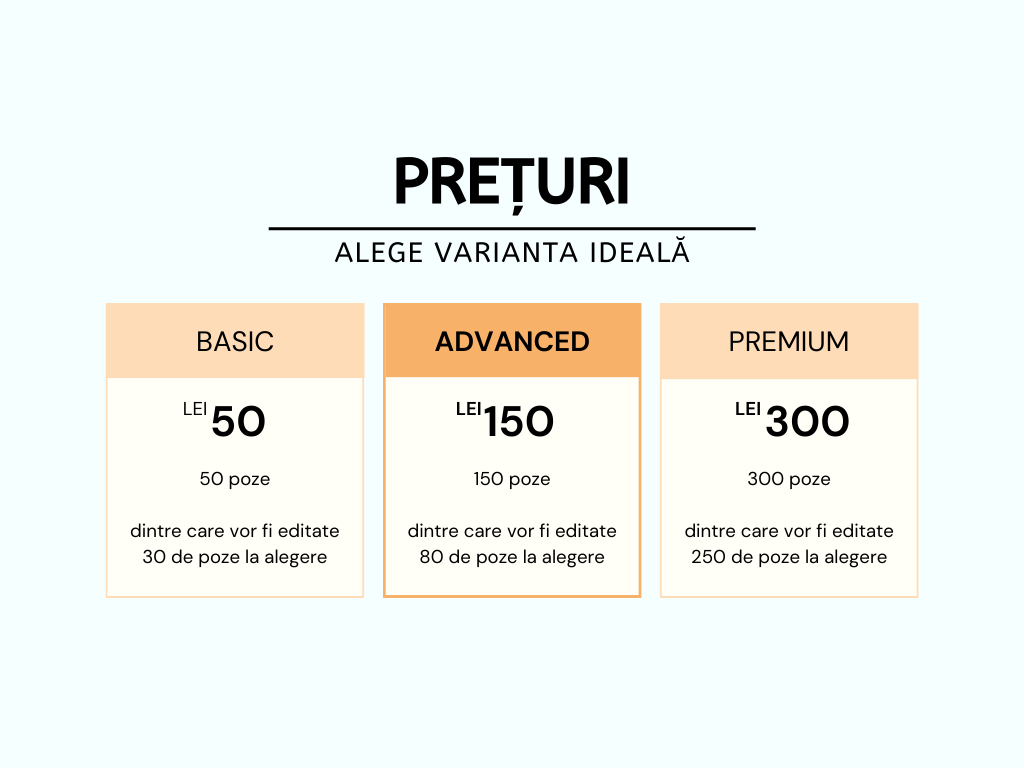 PREȚURI
ALEGE VARIANTA IDEALĂ
BASIC
LEI 50
50 poze
dintre care vor fi editate
30 de poze la alegere
ADVANCED
LEI 150
150 poze
dintre care vor fi editate
80 de poze la alegere
PREMIUM
LEI 300
300 poze
dintre care vor fi editate
250 de poze la alegere